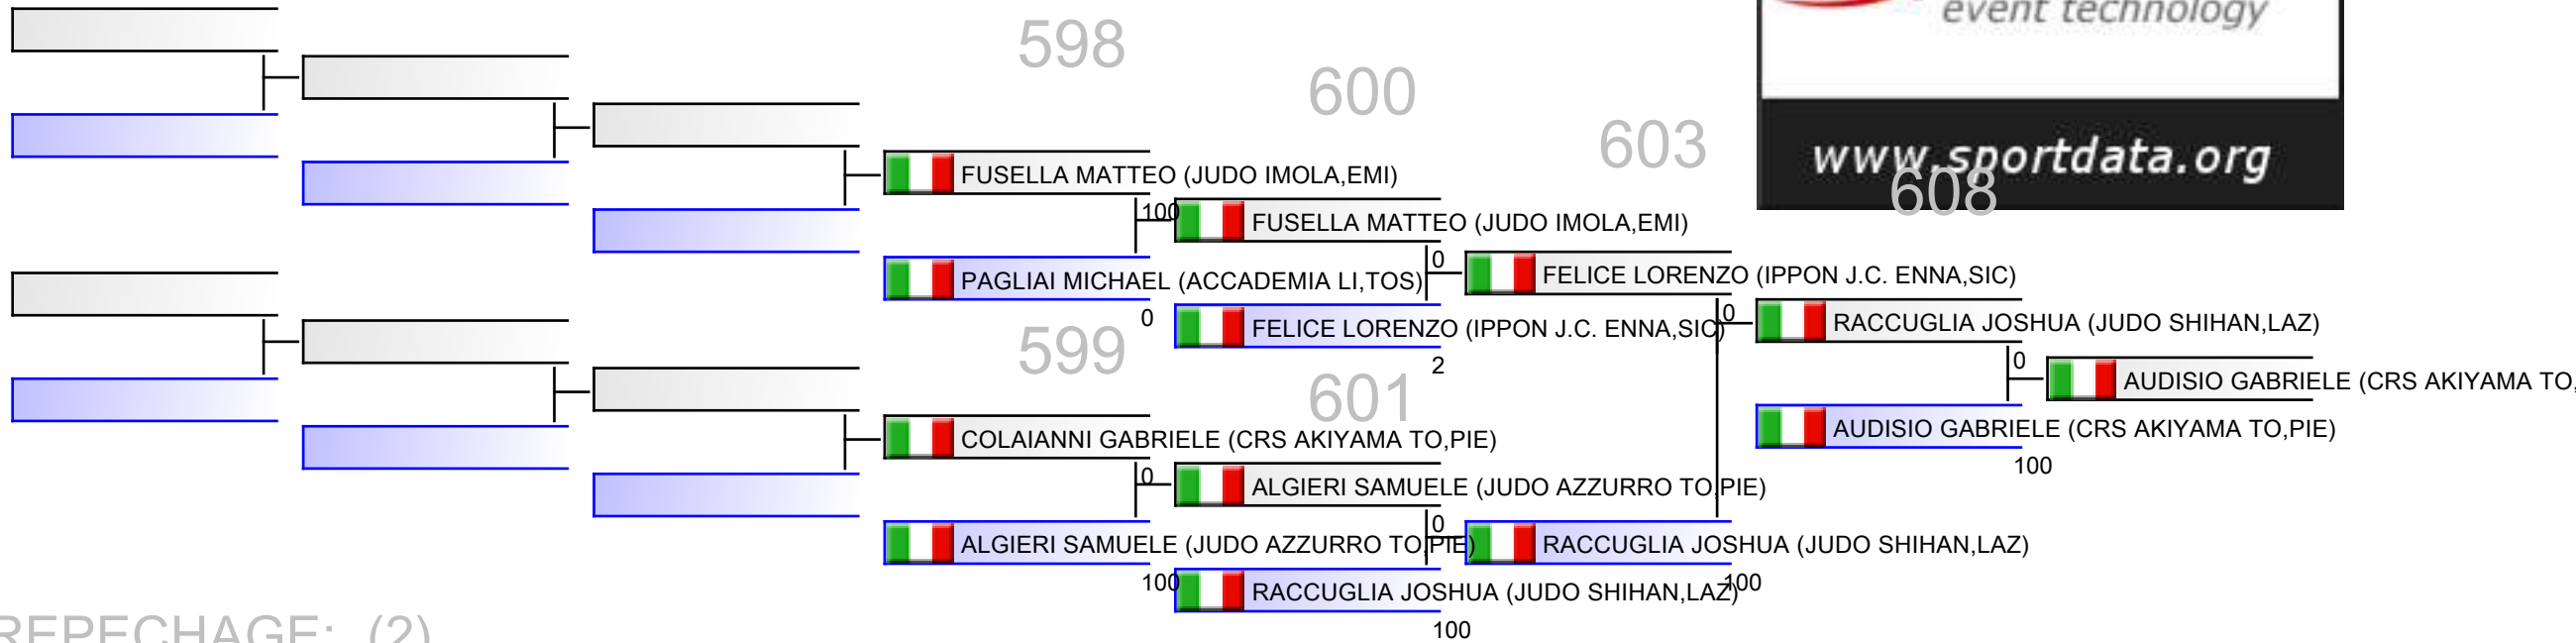 event technology
598
600
603
www.sportdata.org
608
FUSELLA MATTEO (JUDO IMOLA,EMI)
100
FUSELLA MATTEO (JUDO IMOLA,EMI)
PAGLIAI MICHAEL (ACCADEMIA LI,TOS)
0
0
FELICE LORENZO (IPPON J.C. ENNA,SIC)
FELICE LORENZO (IPPON J.C. ENNA,SIC)
2
0
RACCUGLIA JOSHUA (JUDO SHIHAN,LAZ)
599
601
0
AUDISIO GABRIELE (CRS AKIYAMA TO,
AUDISIO GABRIELE (CRS AKIYAMA TO,PIE)
100
COLAIANNI GABRIELE (CRS AKIYAMA TO,PIE)
0
ALGIERI SAMUELE (JUDO AZZURRO TO,PIE)
ALGIERI SAMUELE (JUDO AZZURRO TO,PIE)
100
0
RACCUGLIA JOSHUA (JUDO SHIHAN,LAZ)
100
RACCUGLIA JOSHUA (JUDO SHIHAN,LAZ)
100
REPECHAGE: (2)